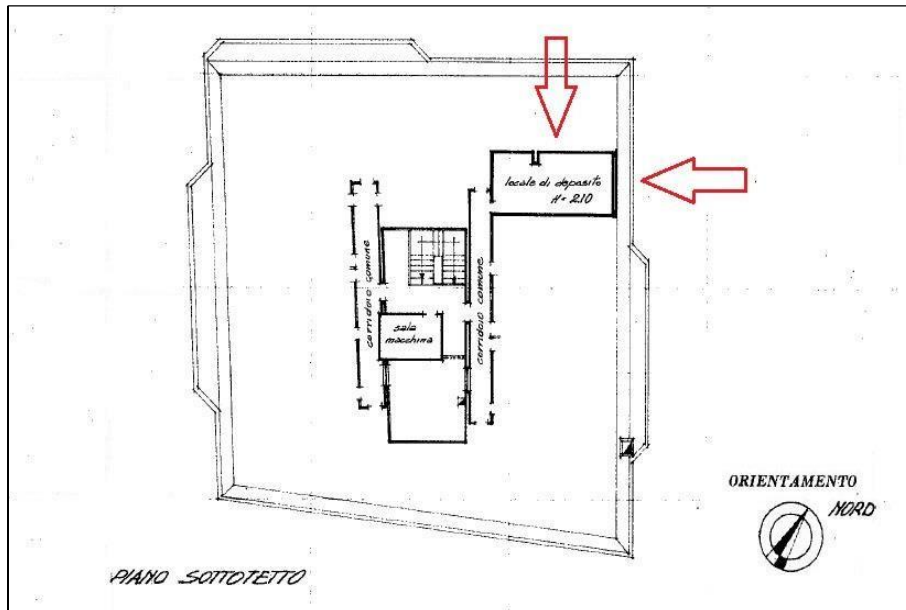 locale di deposito
H= 2.10
corridoio comune
corridoio comune
sala
macchina
ORIENTAMENTO
NORD
PIANO SOTTOTETTO